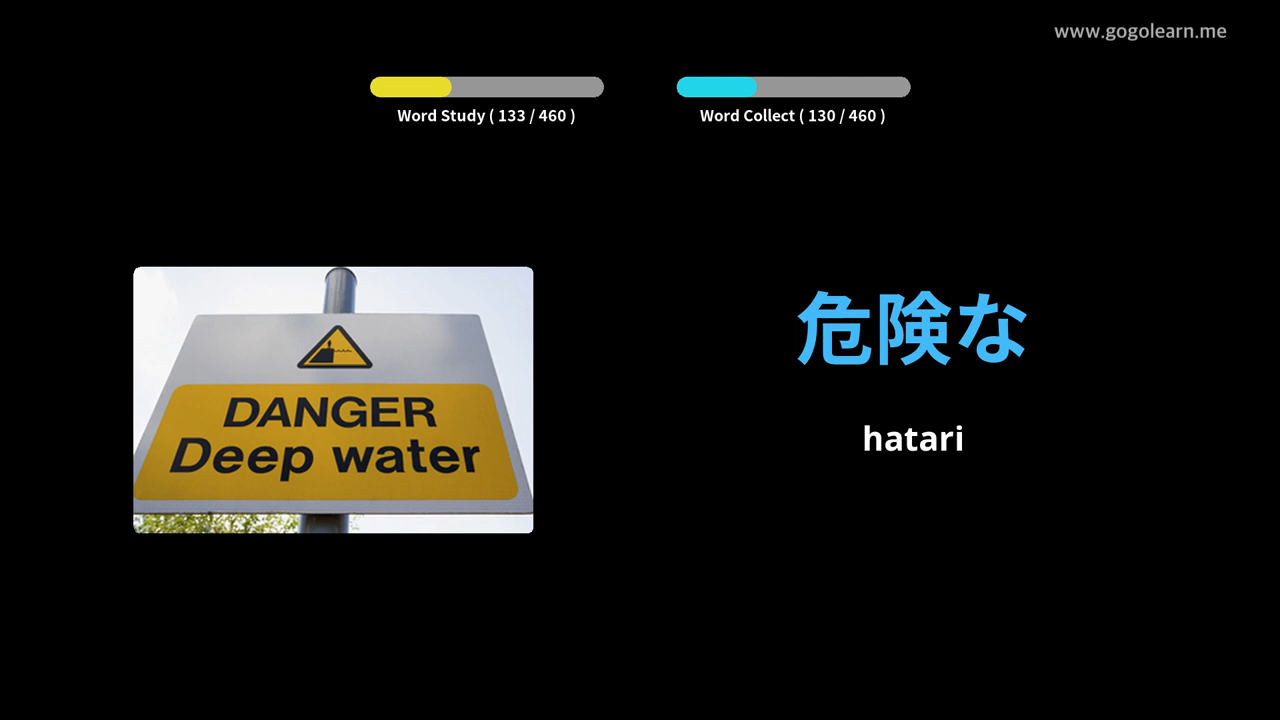 www.gogolearn.me
Word Study ( 133 / 460 )
Word Collect ( 130 / 460 )
DANGER
Deep water
危険な
hatari